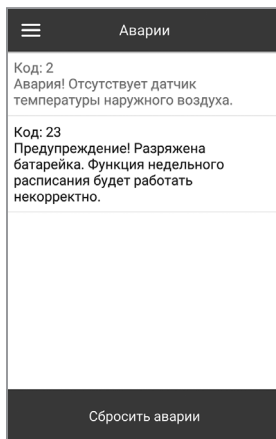 Аварии
Код: 2
Авария! Отсутствует датчик
температуры наружного воздуха.
Код: 23
Предупреждение! Разряжена
батарейка. Функция недельного
расписания будет работать
некорректно.
Сбросить аварии